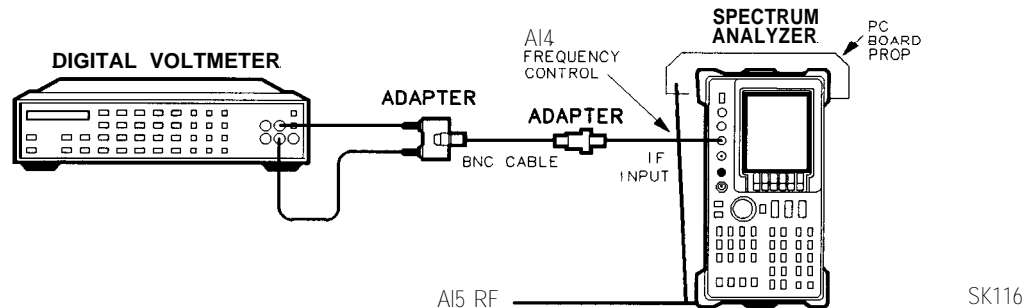 SPECTRUM
ANALYZER
PC
BOARD
PROP
A14
FREQUENCY
CONTROL
DIGITAL VOLTMETER
ADAPTER
ADAPTER
BNC CABLE
IF
INPUT
A15 RF
SK116